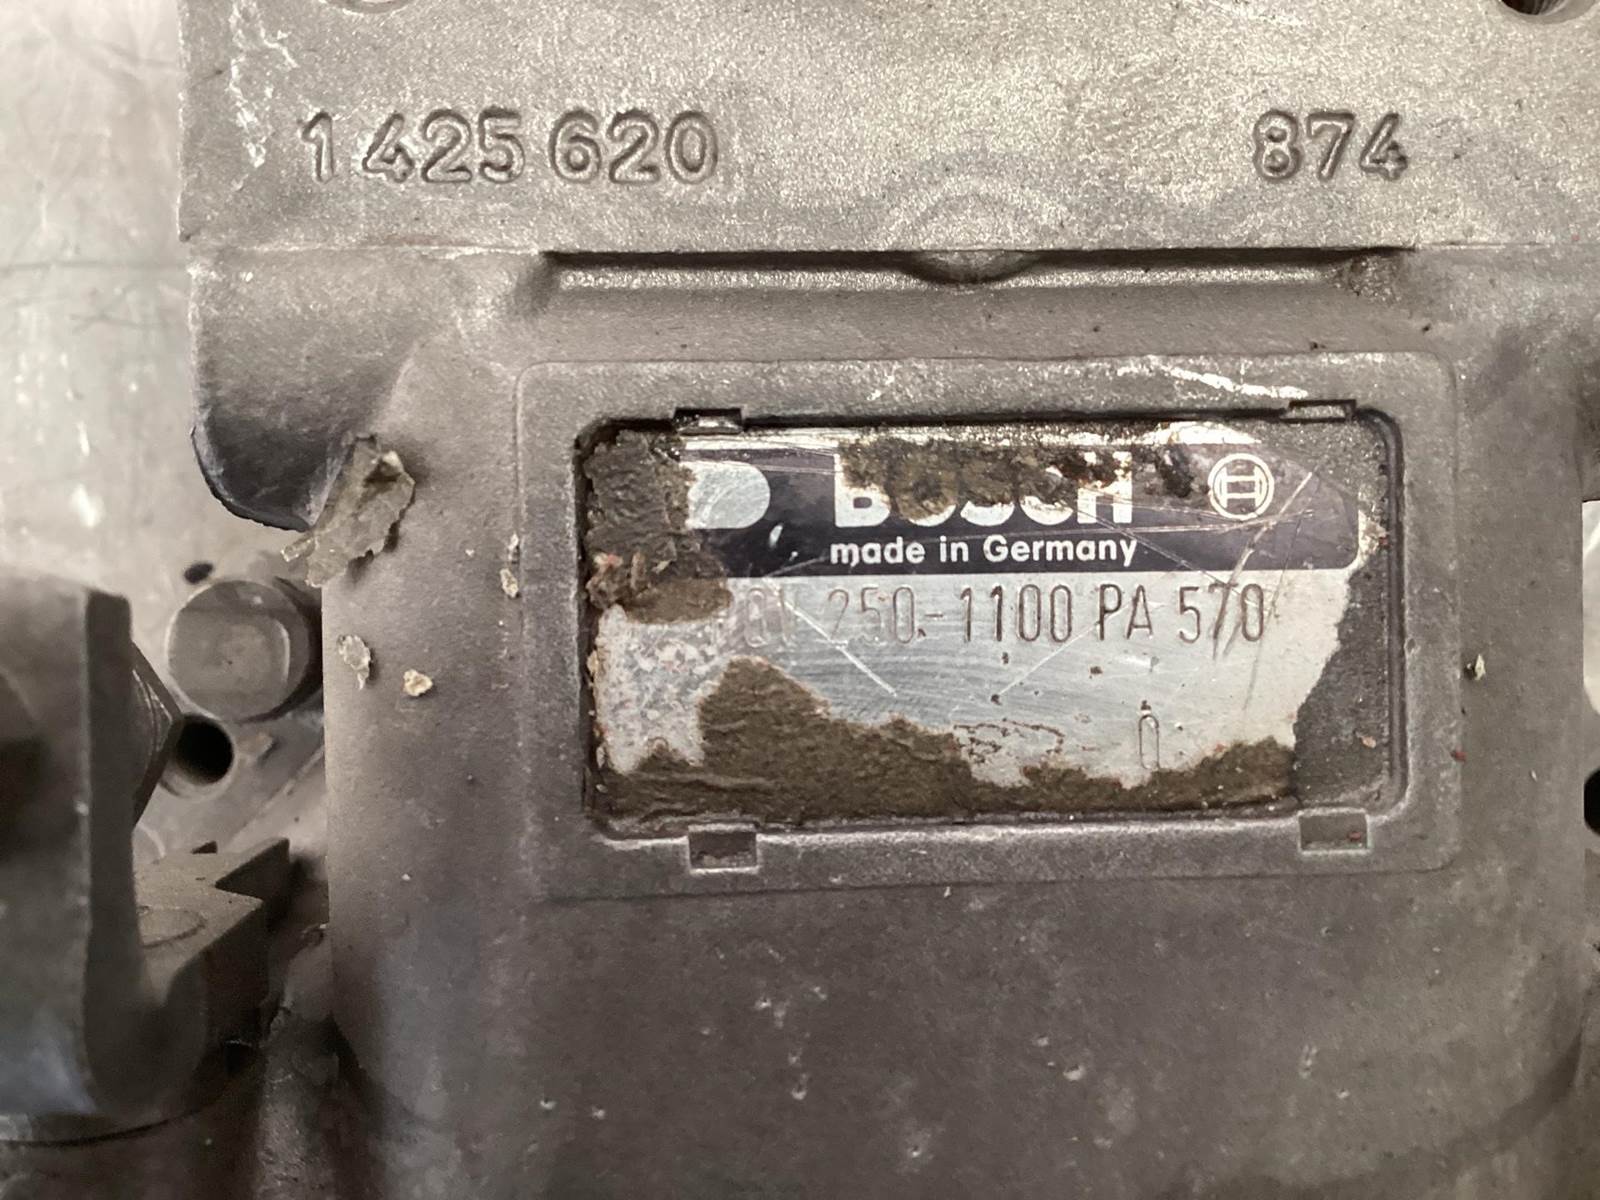 1 425 620 874
BOSCH
made in Germany
250-1100 PA 570